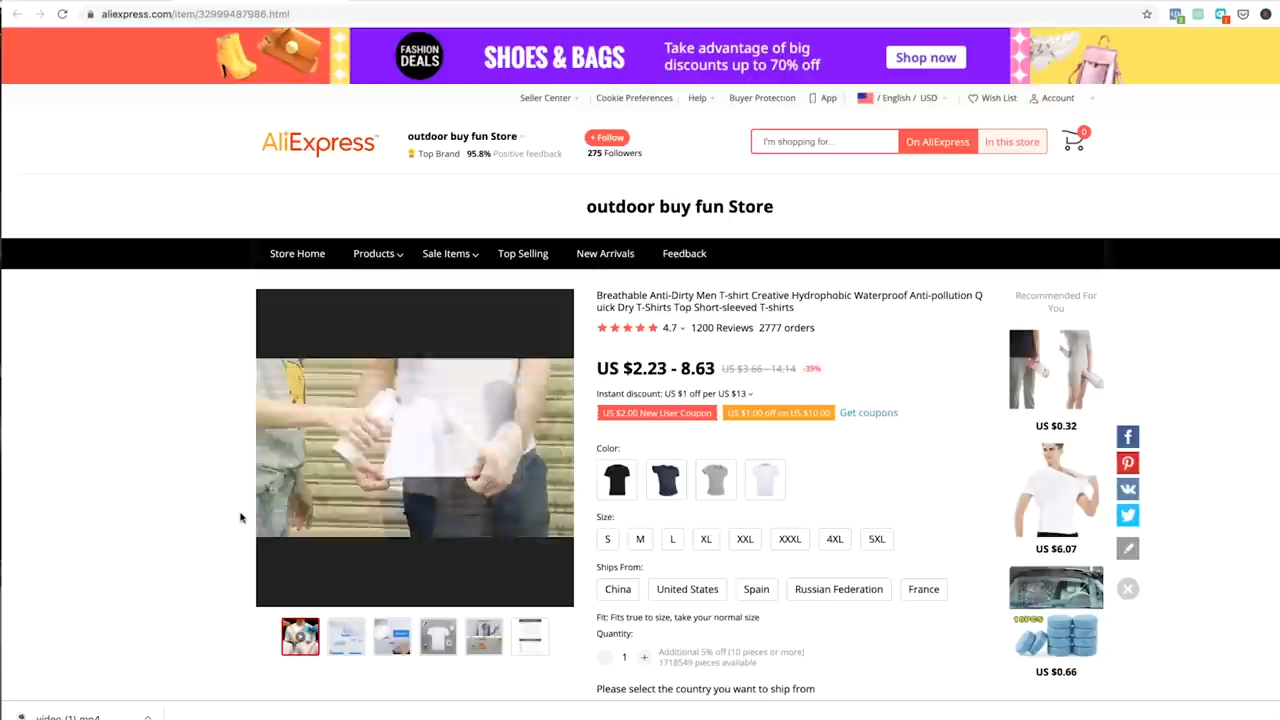 aliexpress.com/item/32999487986.html
FASHION
DEALS
SHOES & BAGS
Take advantage of big
discounts up to 70% off
Shop now
Seller Center
Cookie Preferences
Help
Buyer Protection
App
/ English / USD
Wish List
Account
AliExpress
outdoor buy fun Store
Top Brand 95.8% Positive feedback
+ Follow
275 Followers
I'm shopping for...
On AliExpress
In this store
0
outdoor buy fun Store
Store Home
Products
Sale Items
Top Selling
New Arrivals
Feedback
Breathable Anti-Dirty Men T-shirt Creative Hydrophobic Waterproof Anti-pollution Q
uick Dry T-Shirts Top Short-sleeved T-shirts
4.7 1200 Reviews 2777 orders
US $2.23 - 8.63 US $3.66 - 14.14 -39%
Instant discount: US $1 off per US $13
US $2.00 New User Coupon US $1.00 off on US $10.00 Get coupons
Color:
Size:
S M L XL XXL XXXL 4XL 5XL
Ships From:
China United States Spain Russian Federation France
Fit: Fits true to size, take your normal size
Quantity:
- 1 +
Additional 5% off (10 pieces or more)
1718549 pieces available
Please select the country you want to ship from
Recommended For
You
US $0.32
US $6.07
10PCS
US $0.66
video (1).mp4